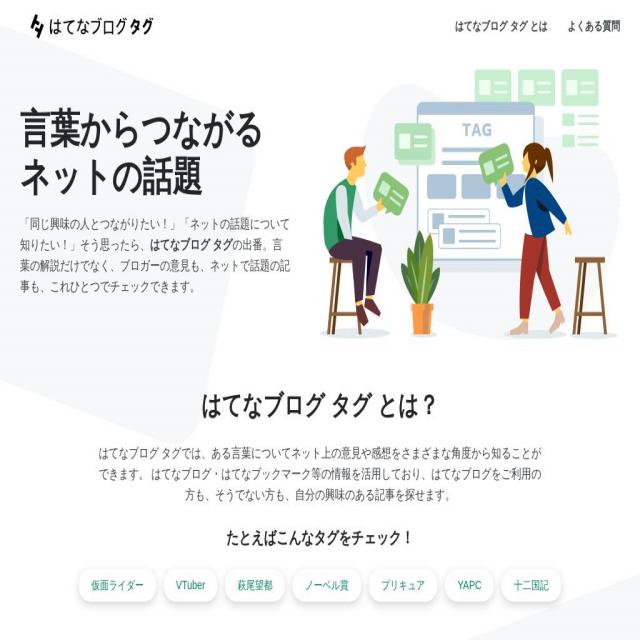 はてなブログ タグ
はてなブログ タグ とは よくある質問
言葉からつながる
ネットの話題
「同じ興味の人とつながりたい！」「ネットの話題について
知りたい！」そう思ったら、はてなブログ タグの出番。言
葉の解説だけでなく、ブロガーの意見も、ネットで話題の記
事も、これひとつでチェックできます。
TAG
はてなブログ タグ とは？
はてなブログ タグでは、ある言葉についてネット上の意見や感想をさまざまな角度から知ることが
できます。 はてなブログ・はてなブックマーク等の情報を活用しており、はてなブログをご利用の
方も、そうでない方も、自分の興味のある記事を探せます。
たとえばこんなタグをチェック！
仮面ライダー VTuber 萩尾望都 ノーベル賞 プリキュア YAPC 十二国記